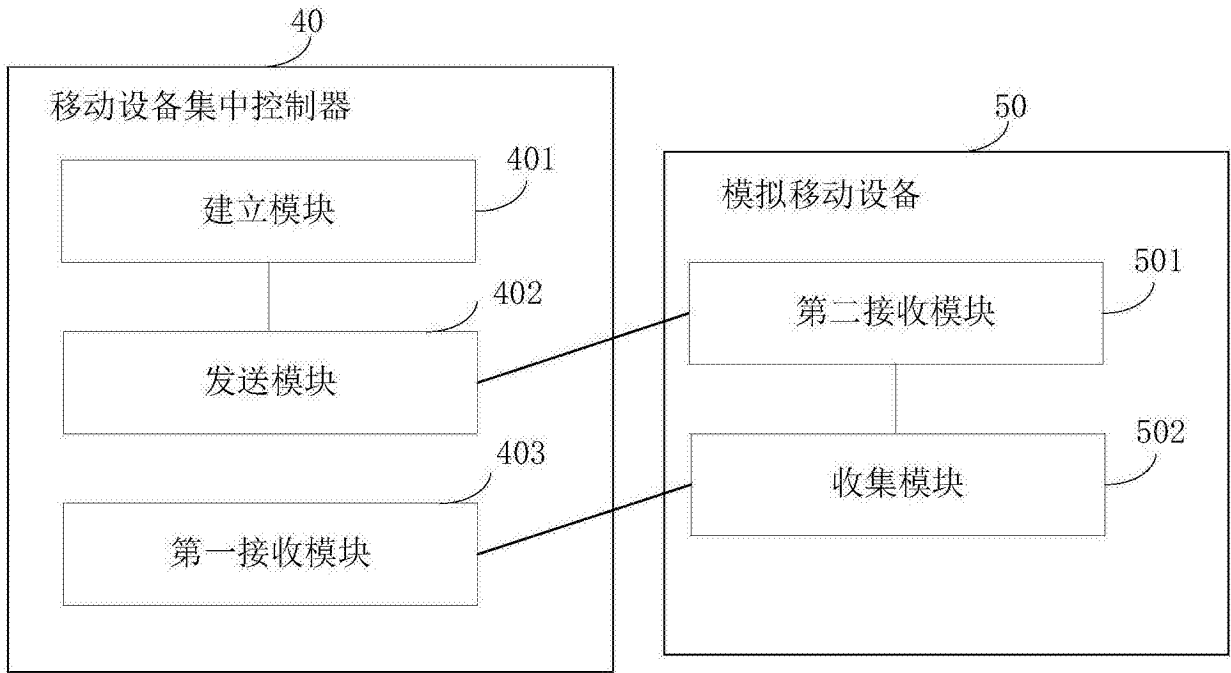 40
移动设备集中控制器
401
建立模块
402
发送模块
403
第一接收模块
50
模拟移动设备
501
第二接收模块
502
收集模块